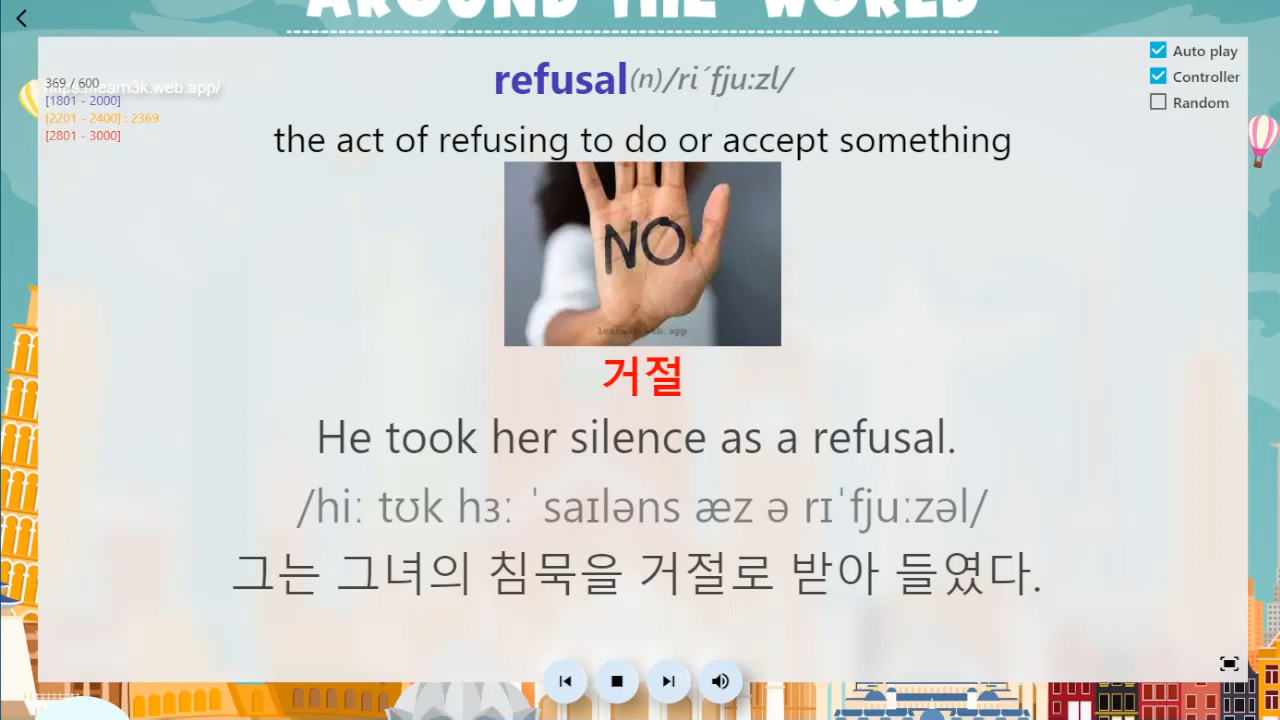 AROUND THE WORLD
Auto play
Controller
Random
369 / 600
https://learn3k.web.app/
[1801 - 2000]
[2201 - 2400] : 2369
[2801 - 3000]
refusal(n)/riˊfju:zl/
the act of refusing to do or accept something
NO
learn3k.web.app
거절
He took her silence as a refusal.
/hiː tʊk hɜː ˈsaɪləns æz ə rɪˈfjuːzəl/
그는 그녀의 침묵을 거절로 받아 들였다.